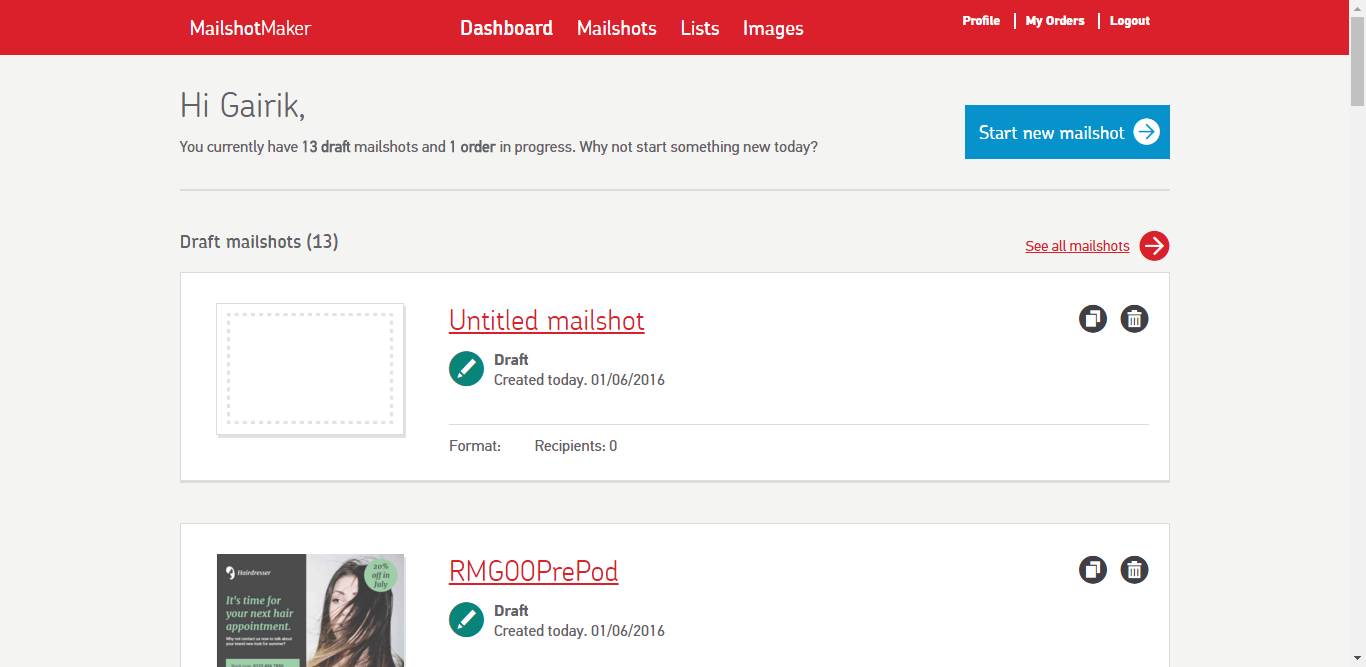 MailshotMaker
Dashboard Mailshots Lists Images
Profile My Orders Logout
Hi Gairik,
You currently have 13 draft mailshots and 1 order in progress. Why not start something new today?
Start new mailshot
Draft mailshots (13)
See all mailshots
Untitled mailshot
Draft
Created today. 01/06/2016
Format: Recipients: 0
Hairdresser
20%
off in
July
It's time for
your next hair
appointment.
Why not contact us now to talk about
your brand new look for summer?
RMG00PrePod
Draft
Created today. 01/06/2016